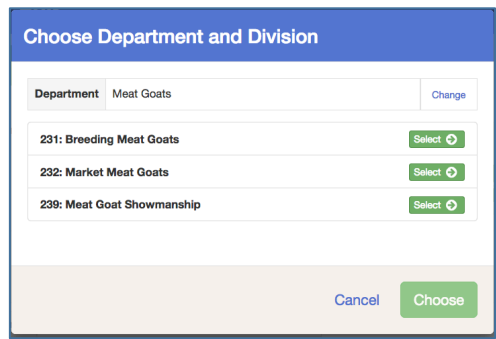 Choose Department and Division
Department Meat Goats Change
231: Breeding Meat Goats Select
232: Market Meat Goats Select
239: Meat Goat Showmanship Select
Cancel Choose